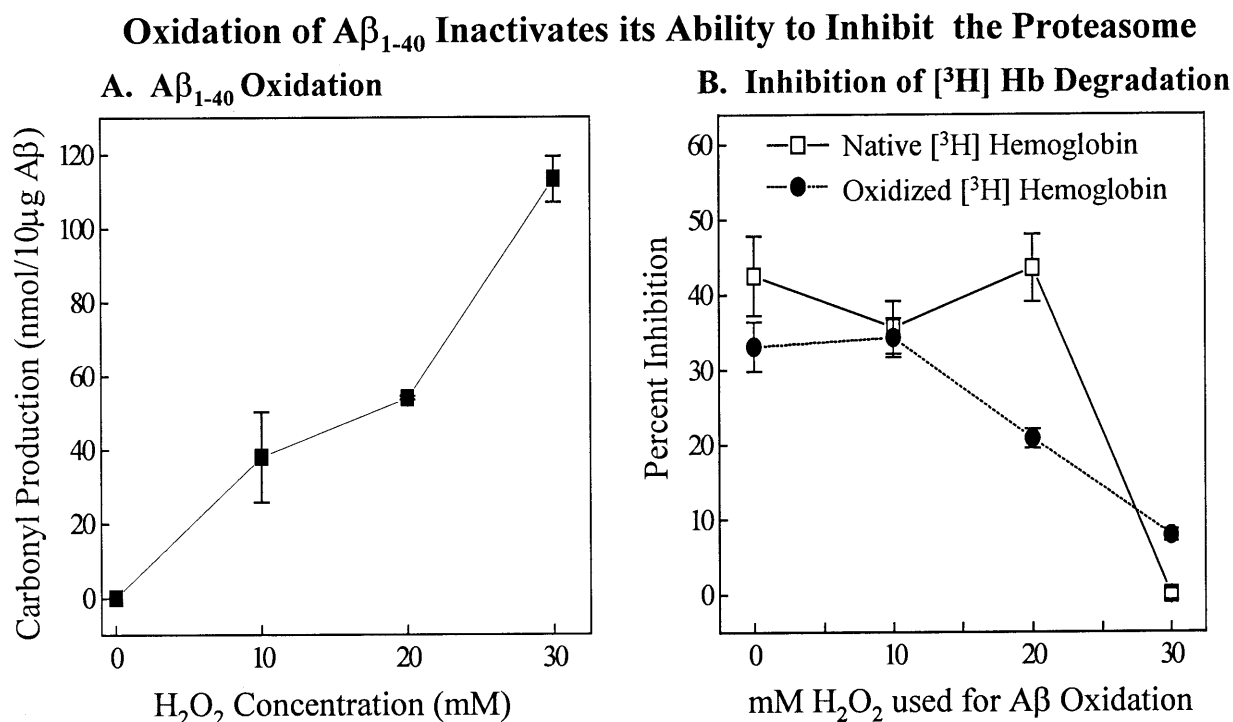 Oxidation of Aβ1-40 Inactivates its Ability to Inhibit the Proteasome
A. Aβ1-40 Oxidation
Carbonyl Production (nmol/10μg Aβ)
120
100
80
60
40
20
0
0 10 20 30
H2O2 Concentration (mM)
B. Inhibition of [³H] Hb Degradation
Native [³H] Hemoglobin
Oxidized [³H] Hemoglobin
Percent Inhibition
60
50
40
30
20
10
0
0 10 20 30
mM H2O2 used for Aβ Oxidation